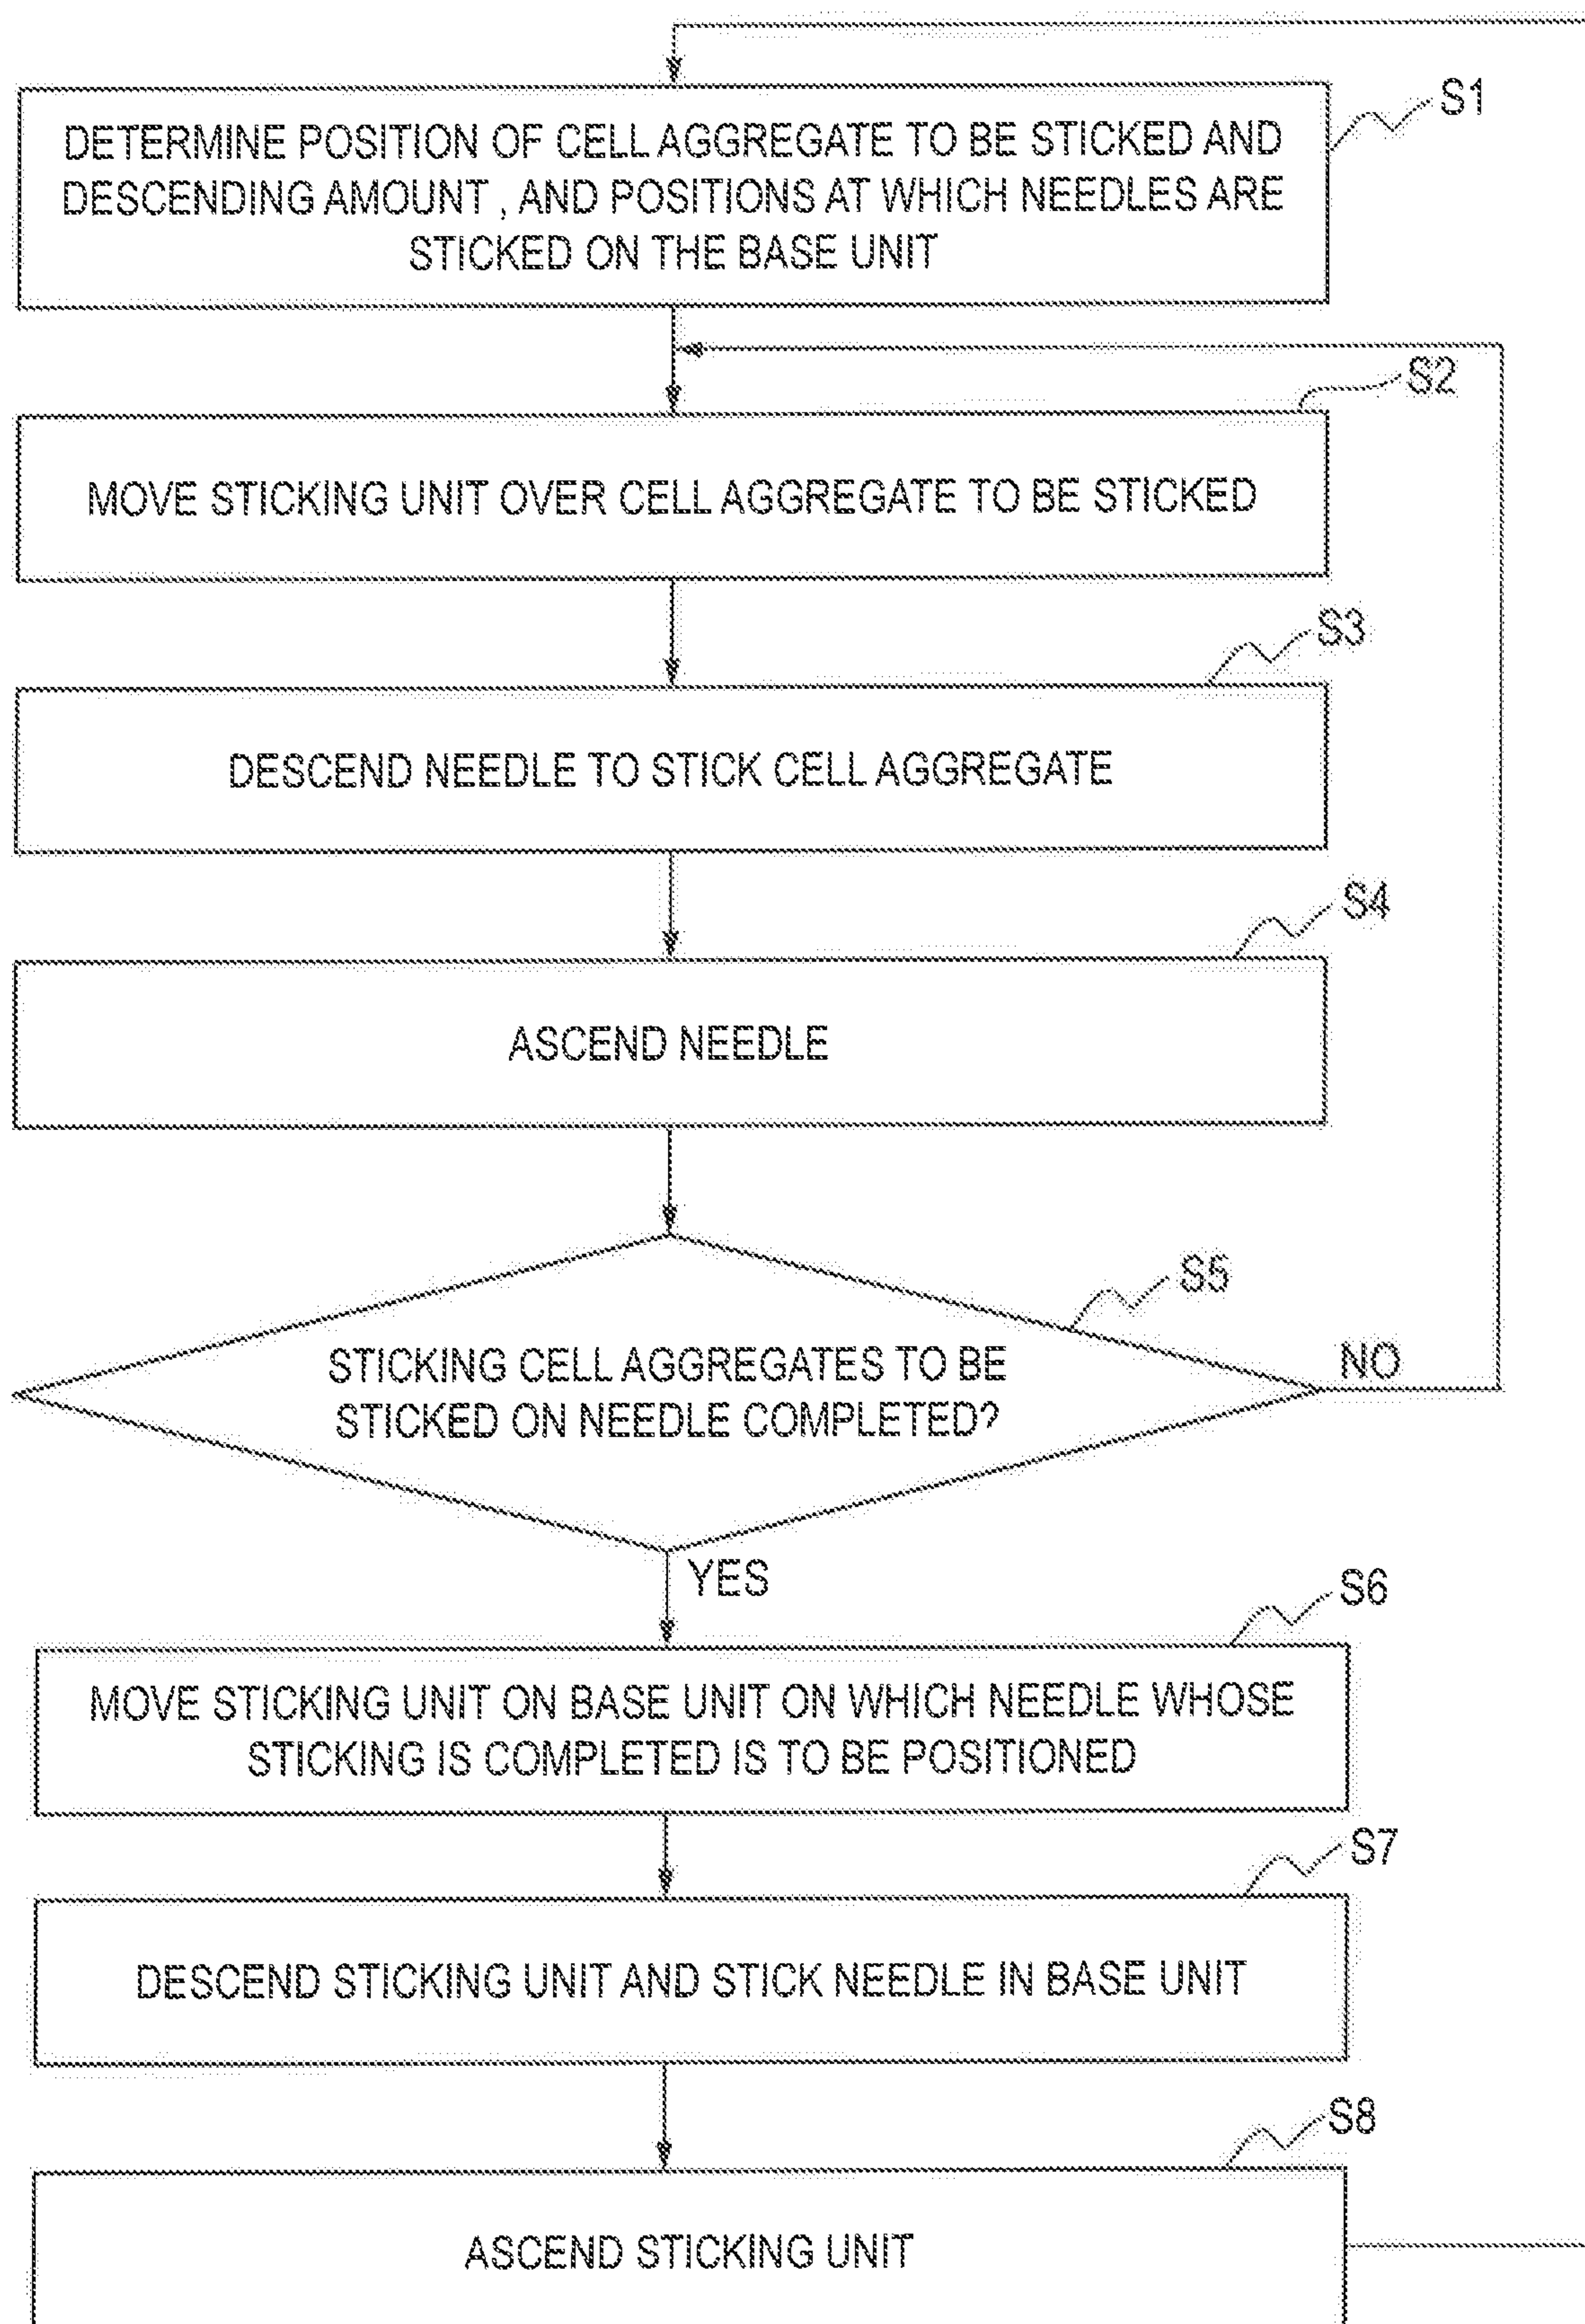 S1
DETERMINE POSITION OF CELL AGGREGATE TO BE STICKED AND
DESCENDING AMOUNT , AND POSITIONS AT WHICH NEEDLES ARE
STICKED ON THE BASE UNIT
S2
MOVE STICKING UNIT OVER CELL AGGREGATE TO BE STICKED
S3
DESCEND NEEDLE TO STICK CELL AGGREGATE
S4
ASCEND NEEDLE
S5
STICKING CELL AGGREGATES TO BE
STICKED ON NEEDLE COMPLETED?
NO
YES
S6
MOVE STICKING UNIT ON BASE UNIT ON WHICH NEEDLE WHOSE
STICKING IS COMPLETED IS TO BE POSITIONED
S7
DESCEND STICKING UNIT AND STICK NEEDLE IN BASE UNIT
S8
ASCEND STICKING UNIT